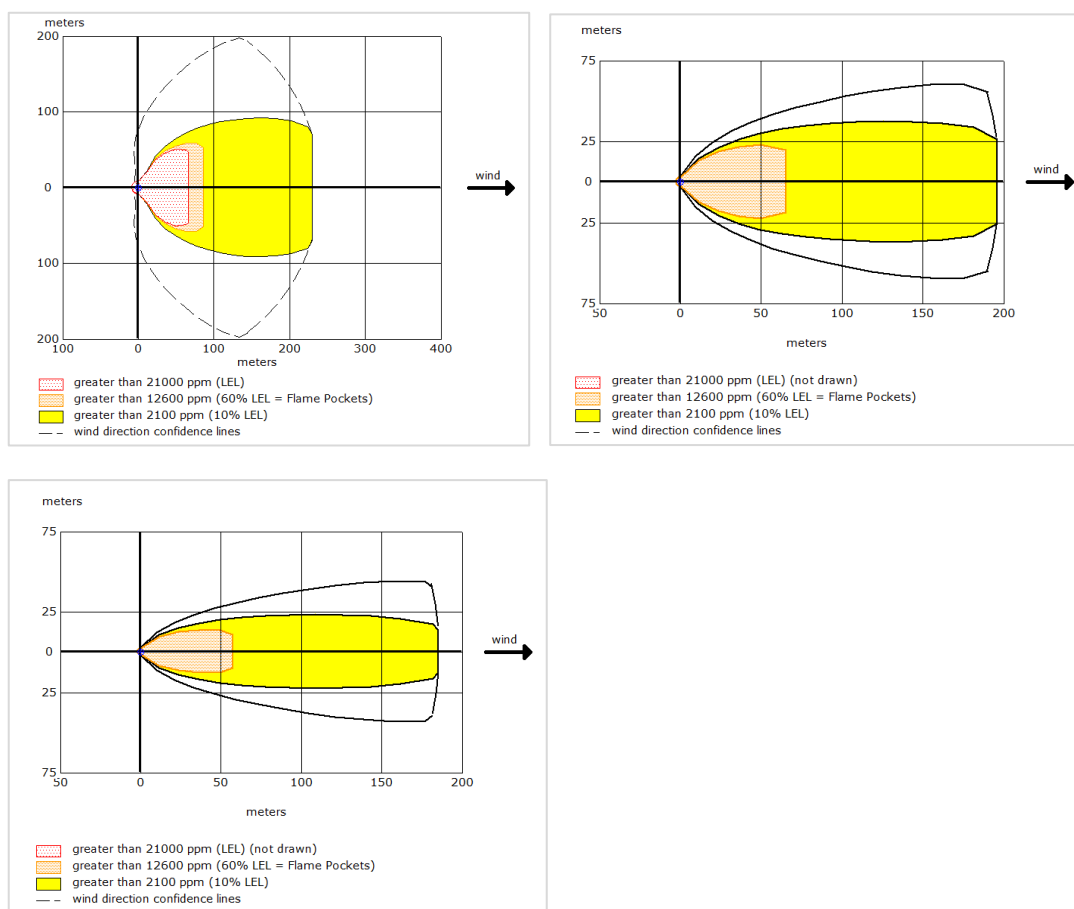 meters
200
100
0
100
200
100 0 100 200 300 400
meters
wind
greater than 21000 ppm (LEL)
greater than 12600 ppm (60% LEL = Flame Pockets)
greater than 2100 ppm (10% LEL)
wind direction confidence lines
meters
75
25
0
25
75
50 0 50 100 150 200
meters
wind
greater than 21000 ppm (LEL) (not drawn)
greater than 12600 ppm (60% LEL = Flame Pockets)
greater than 2100 ppm (10% LEL)
wind direction confidence lines
meters
75
25
0
25
75
50 0 50 100 150 200
meters
wind
greater than 21000 ppm (LEL) (not drawn)
greater than 12600 ppm (60% LEL = Flame Pockets)
greater than 2100 ppm (10% LEL)
wind direction confidence lines